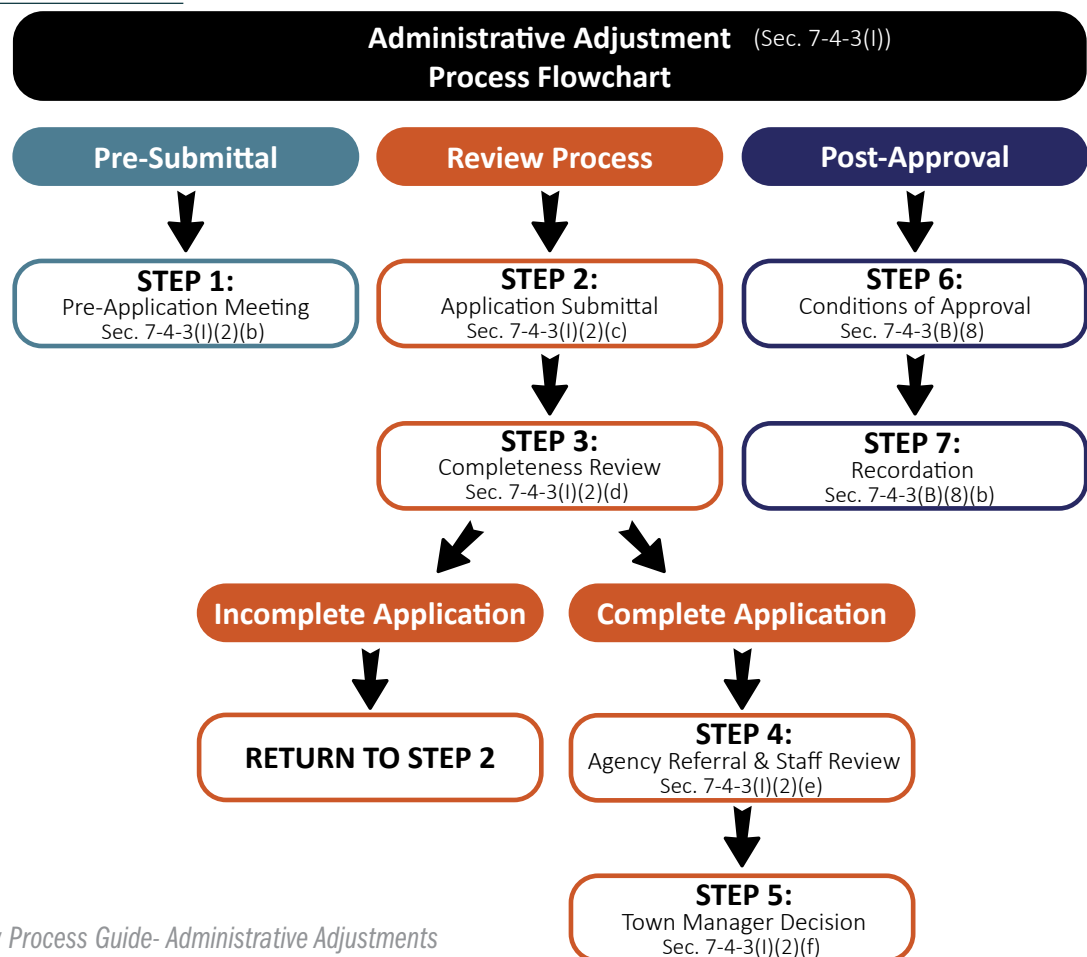 Administrative Adjustment (Sec. 7-4-3(I))
Process Flowchart
Pre-Submittal
STEP 1:
Pre-Application Meeting
Sec. 7-4-3(I)(2)(b)
Review Process
STEP 2:
Application Submittal
Sec. 7-4-3(I)(2)(c)
STEP 3:
Completeness Review
Sec. 7-4-3(I)(2)(d)
Incomplete Application
RETURN TO STEP 2
Complete Application
STEP 4:
Agency Referral & Staff Review
Sec. 7-4-3(I)(2)(e)
STEP 5:
Town Manager Decision
Sec. 7-4-3(I)(2)(f)
Post-Approval
STEP 6:
Conditions of Approval
Sec. 7-4-3(B)(8)
STEP 7:
Recordation
Sec. 7-4-3(B)(8)(b)
Process Guide- Administrative Adjustments